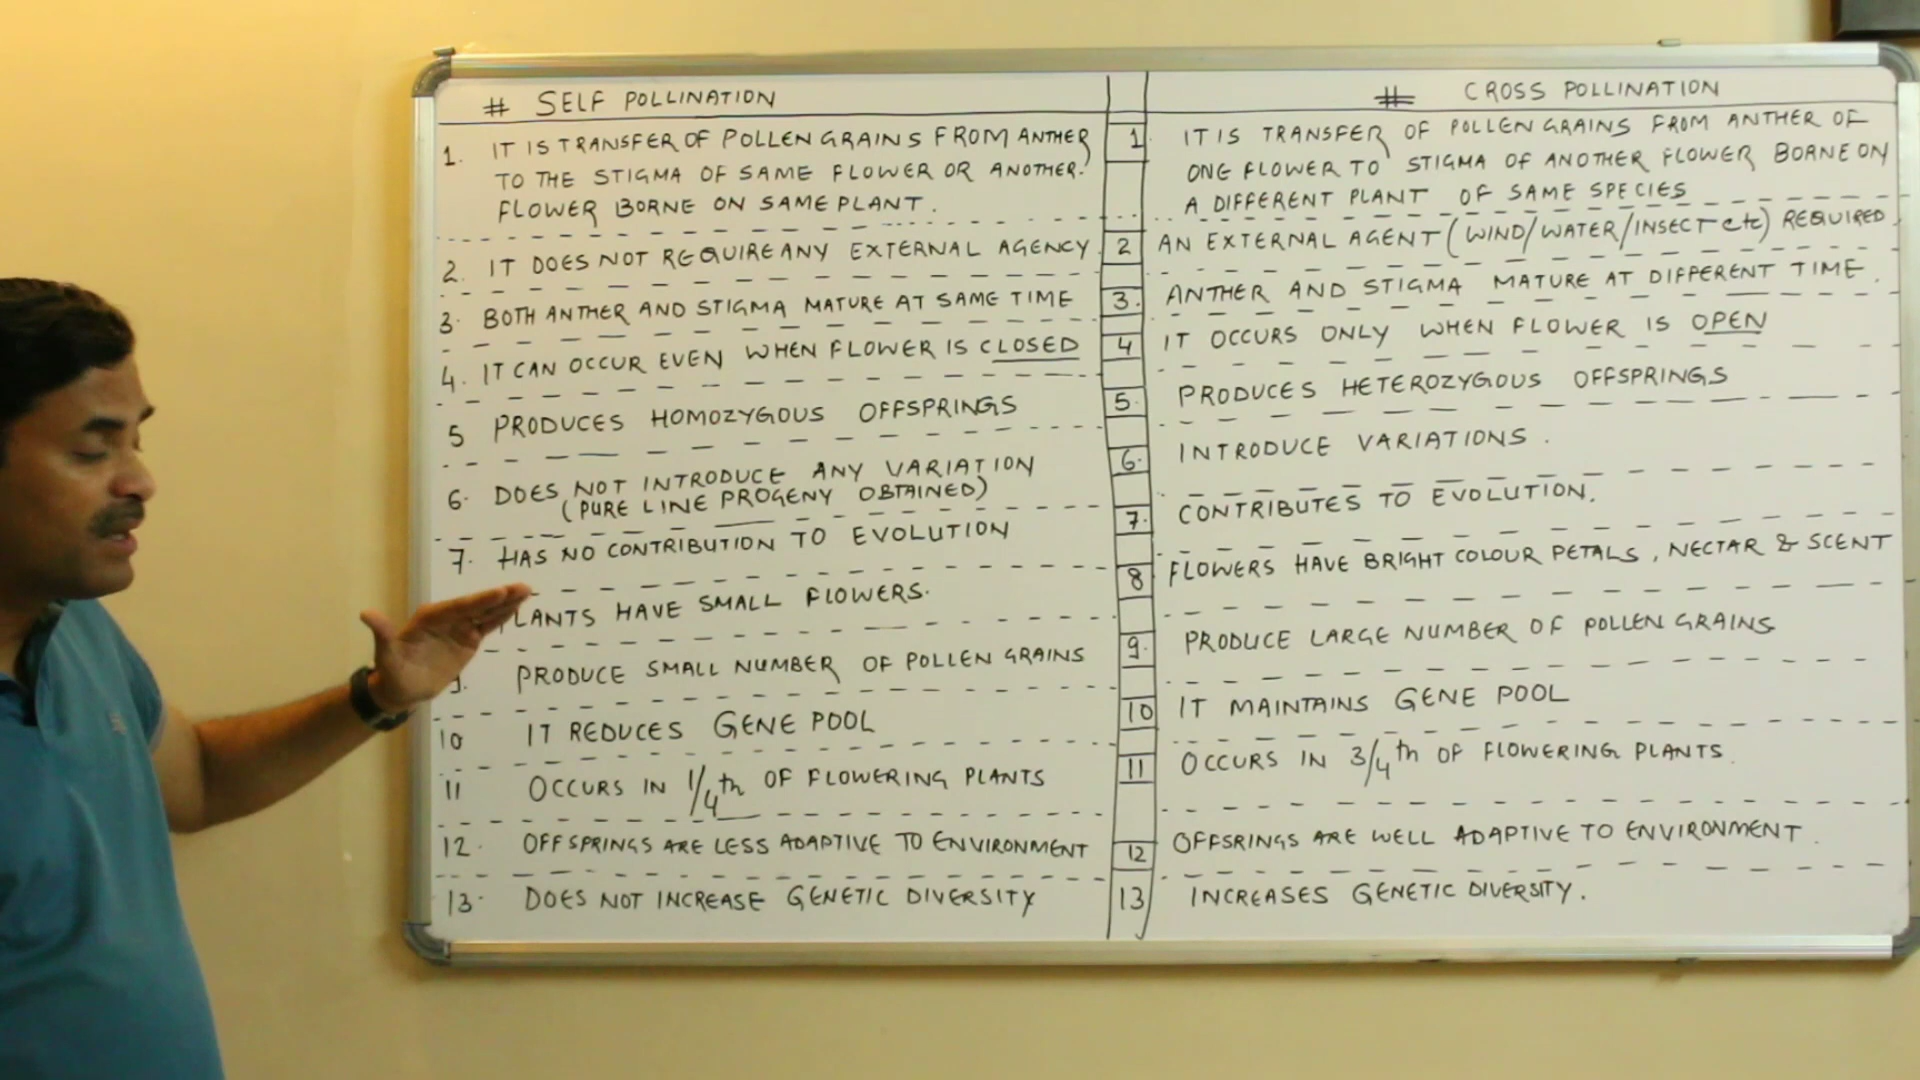 # SELF POLLINATION
1. IT IS TRANSFER OF POLLEN GRAINS FROM ANTHER
TO THE STIGMA OF SAME FLOWER OR ANOTHER.
FLOWER BORNE ON SAME PLANT.
2. IT DOES NOT REQUIRE ANY EXTERNAL AGENCY
3. BOTH ANTHER AND STIGMA MATURE AT SAME TIME
4. IT CAN OCCUR EVEN WHEN FLOWER IS CLOSED
5 PRODUCES HOMOZYGOUS OFFSPRINGS
6. DOES NOT INTRODUCE ANY VARIATION
(PURE LINE PROGENY OBTAINED)
7. HAS NO CONTRIBUTION TO EVOLUTION
PLANTS HAVE SMALL FLOWERS.
9. PRODUCE SMALL NUMBER OF POLLEN GRAINS
10 IT REDUCES GENE POOL
11 OCCURS IN 1/4th OF FLOWERING PLANTS
12. OFFSPRINGS ARE LESS ADAPTIVE TO ENVIRONMENT
13. DOES NOT INCREASE GENETIC DIVERSITY
# CROSS POLLINATION
1. IT IS TRANSFER OF POLLEN GRAINS FROM ANTHER OF
ONE FLOWER TO STIGMA OF ANOTHER FLOWER BORNE ON
A DIFFERENT PLANT OF SAME SPECIES
2 AN EXTERNAL AGENT (WIND/WATER/INSECT etc) REQUIRED
3. ANTHER AND STIGMA MATURE AT DIFFERENT TIME.
4 IT OCCURS ONLY WHEN FLOWER IS OPEN
5. PRODUCES HETEROZYGOUS OFFSPRINGS
6. INTRODUCE VARIATIONS.
7. CONTRIBUTES TO EVOLUTION.
8 FLOWERS HAVE BRIGHT COLOUR PETALS, NECTAR & SCENT
9. PRODUCE LARGE NUMBER OF POLLEN GRAINS
10 IT MAINTAINS GENE POOL
11 OCCURS IN 3/4th OF FLOWERING PLANTS.
12 OFFSRINGS ARE WELL ADAPTIVE TO ENVIRONMENT.
13 INCREASES GENETIC DIVERSITY.